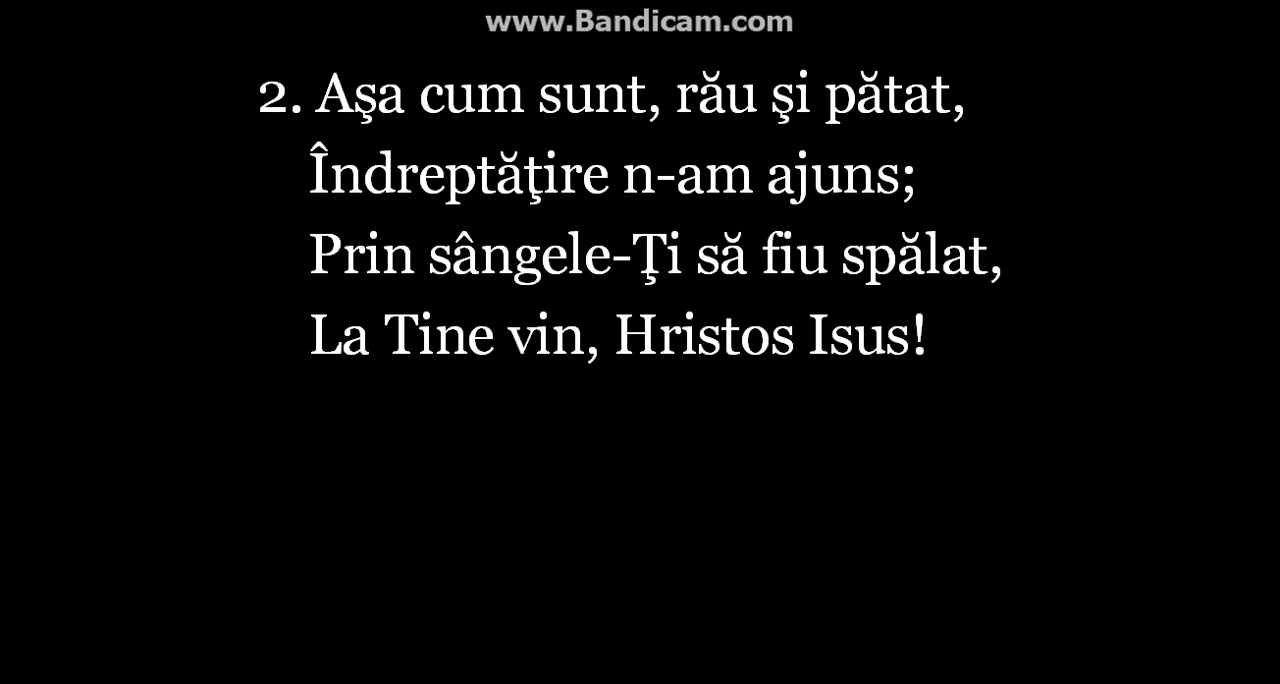 www.Bandicam.com
2. Aşa cum sunt, rău şi pătat,
Îndreptăţire n-am ajuns;
Prin sângele-Ţi să fiu spălat,
La Tine vin, Hristos Isus!